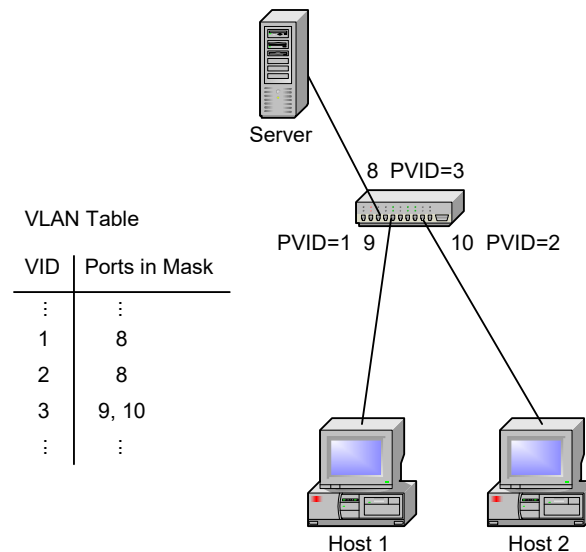 Server
8 PVID=3
PVID=1 9
10 PVID=2
VLAN Table
VID Ports in Mask
⋮ ⋮
1 8
2 8
3 9, 10
⋮ ⋮
Host 1
Host 2